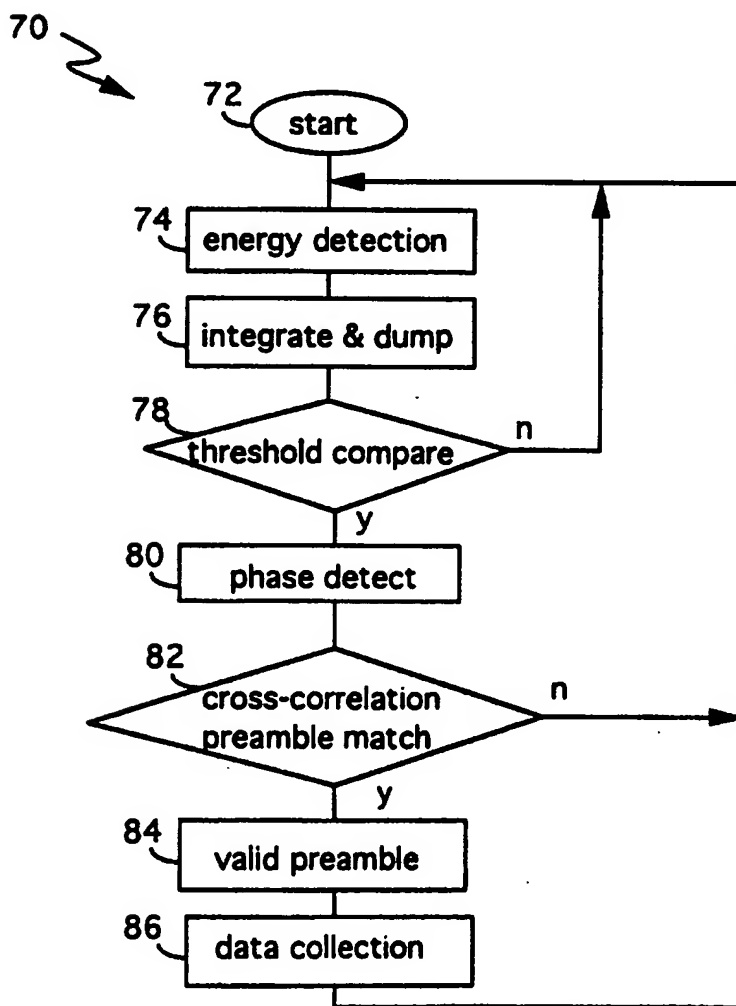 70
72
start
74
energy detection
76
integrate & dump
78
threshold compare
n
y
80
phase detect
82
cross-correlation
preamble match
n
y
84
valid preamble
86
data collection